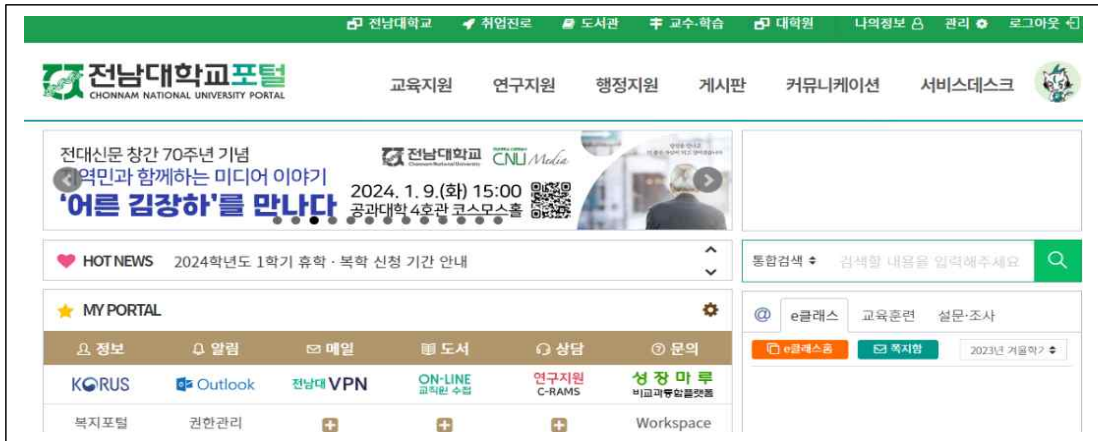 전남대학교 취업진로 도서관 교수·학습 대학원 나의정보 관리 로그아웃
전남대학교포털
CHONNAM NATIONAL UNIVERSITY PORTAL
교육지원 연구지원 행정지원 게시판 커뮤니케이션 서비스데스크
전대신문 창간 70주년 기념
역민과 함께하는 미디어 이야기
'어른 김장하'를 만나다
전남대학교
Chonnam National University
CNU Media
2024. 1. 9.(화) 15:00
공과대학 4호관 코스모스홀
HOT NEWS 2024학년도 1학기 휴학 · 복학 신청 기간 안내
통합검색 검색할 내용을 입력해주세요
MY PORTAL
@ e클래스 교육훈련 설문·조사
정보 알림 메일 도서 상담 문의
e클래스홈 쪽지함 2023년 겨울학기
KORUS Outlook 전남대 VPN ON-LINE 교직원 수첩 연구지원 C-RAMS 성장마루 비교과통합플랫폼
복지포털 권한관리 Workspace